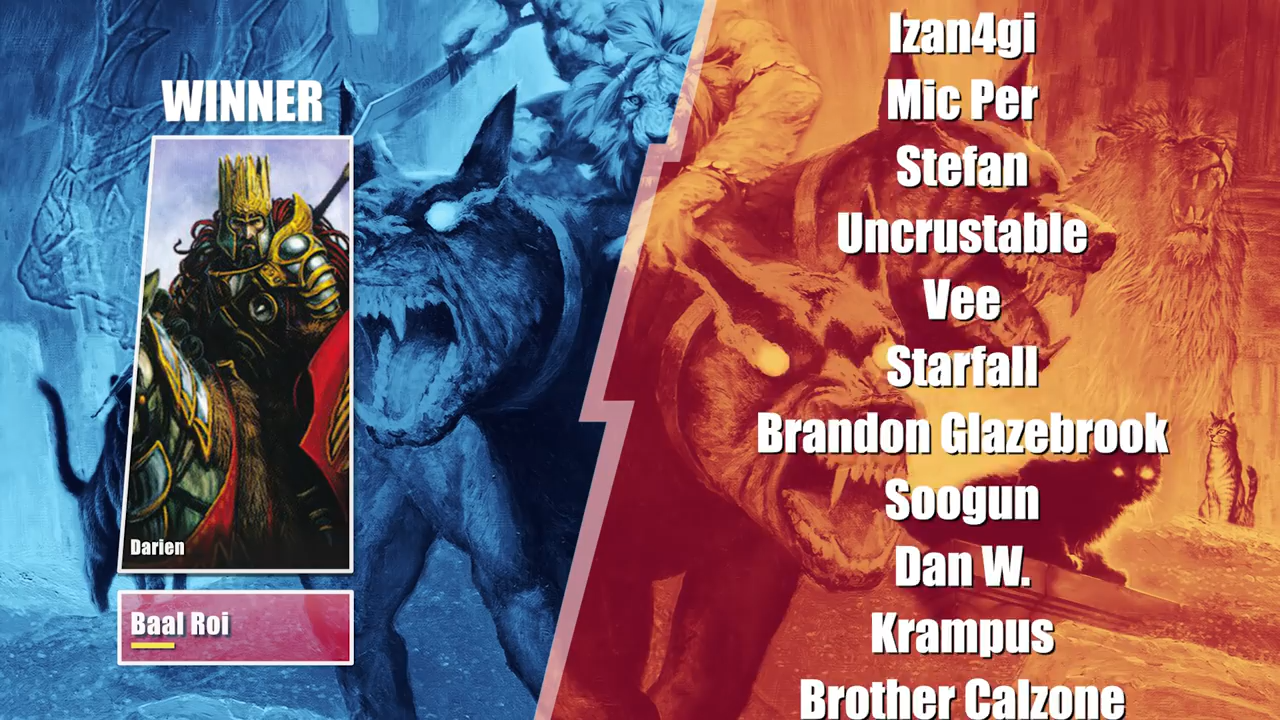 WINNER
Darien
Baal Roi
Izan4gi
Mic Per
Stefan
Uncrustable
Vee
Starfall
Brandon Glazebrook
Soogun
Dan W.
Krampus
Brother Calzone